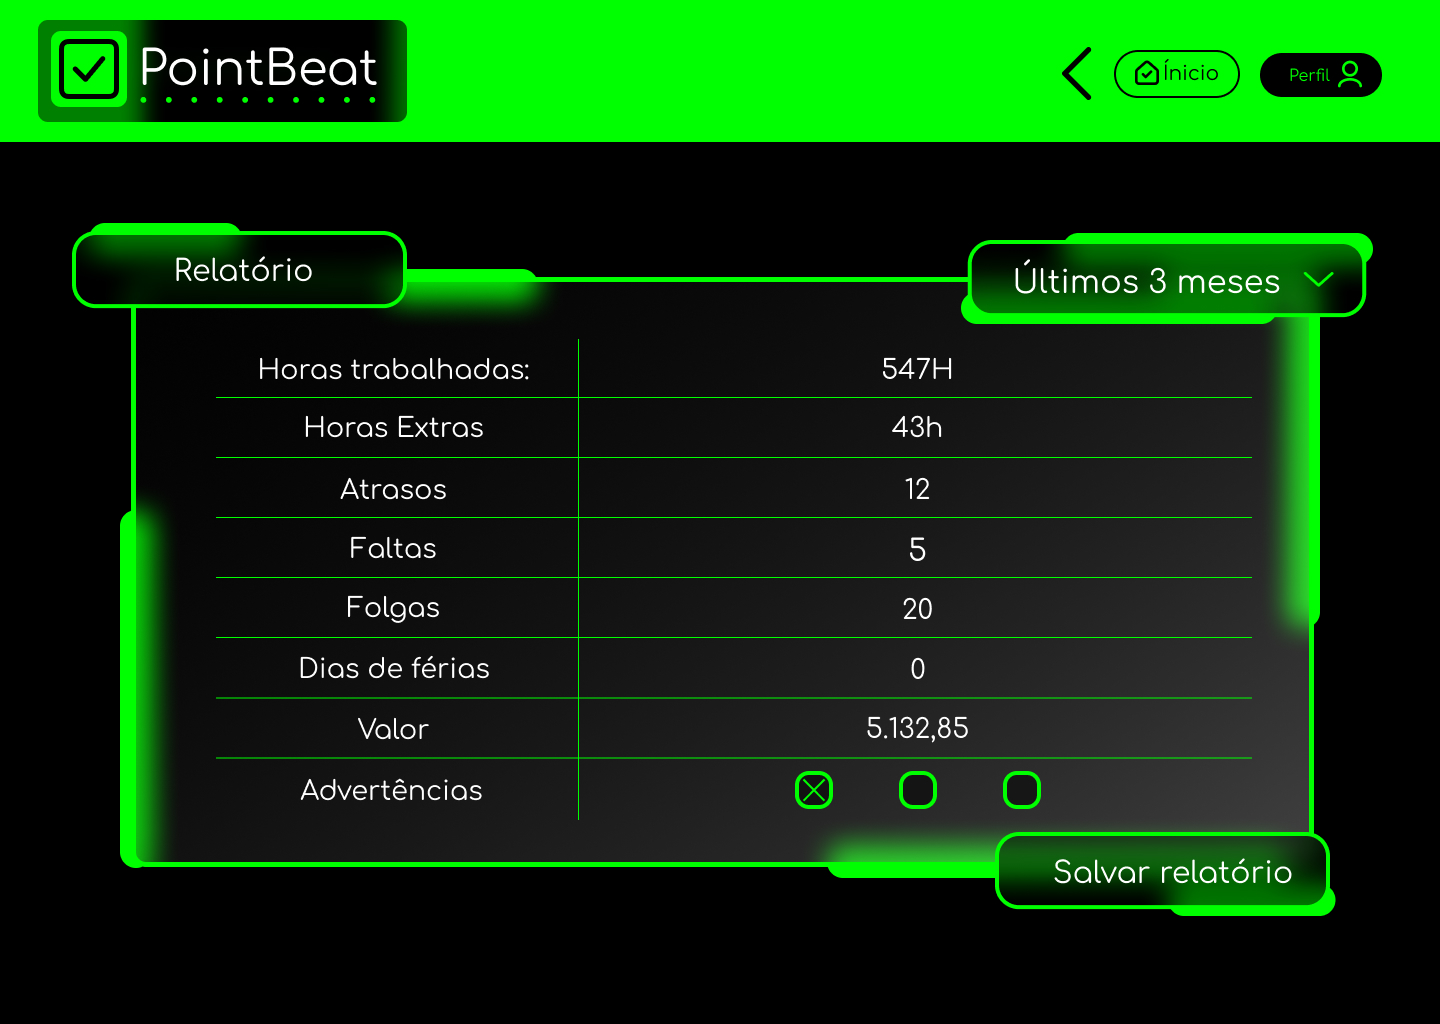 PointBeat
Ínicio
Perfil
Relatório
Últimos 3 meses
Horas trabalhadas: 547H
Horas Extras 43h
Atrasos 12
Faltas 5
Folgas 20
Dias de férias 0
Valor 5.132,85
Advertências
Salvar relatório